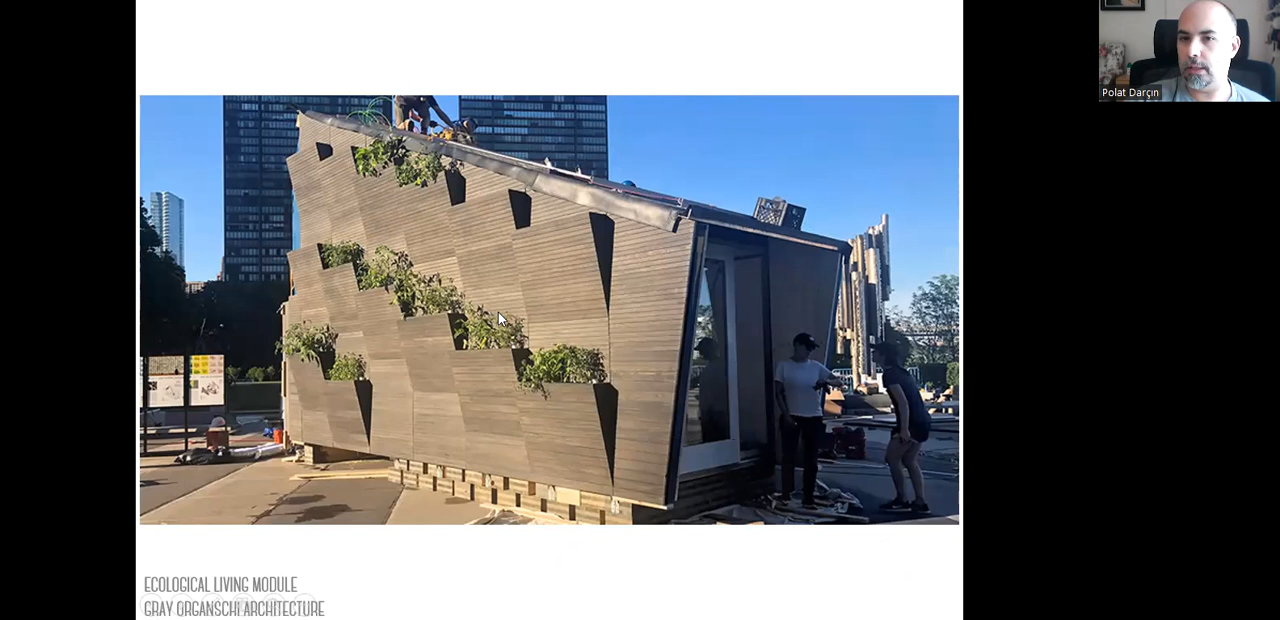 Polat Darçın
ECOLOGICAL LIVING MODULE
GRAY ORGANSCHI ARCHITECTURE